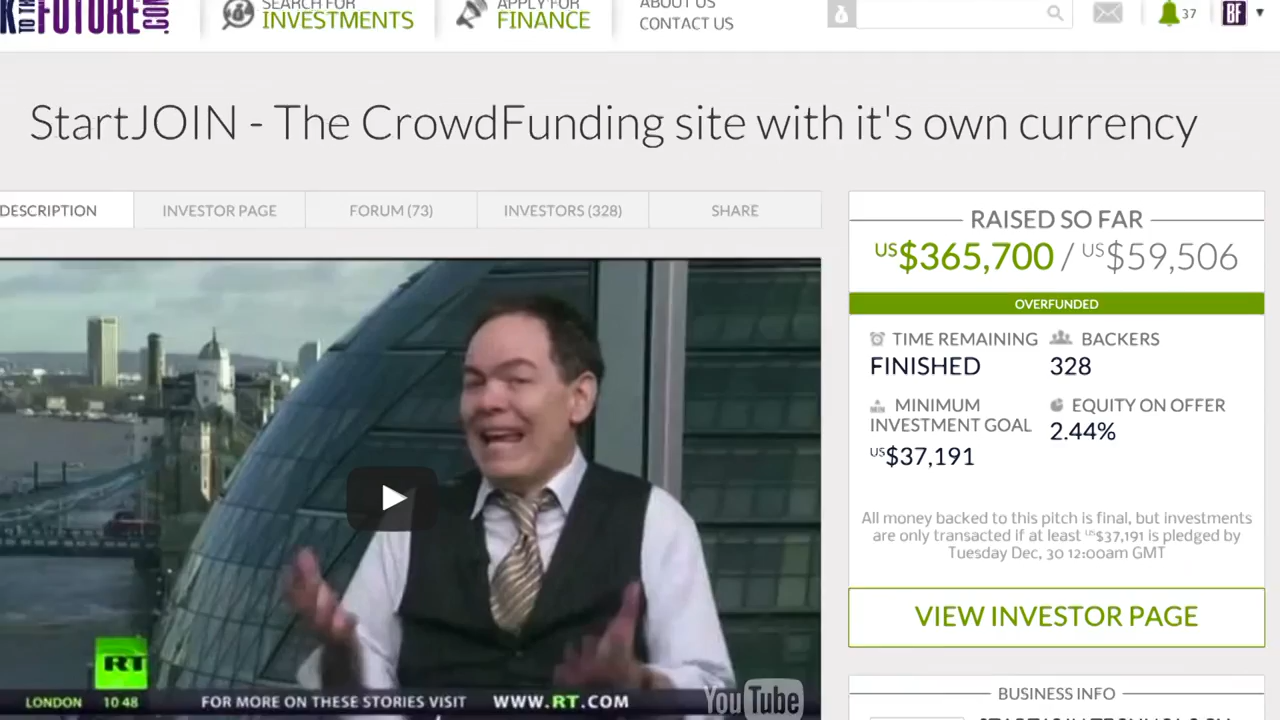 K TO THE FUTURE.COM
SEARCH FOR
INVESTMENTS
APPLY FOR
FINANCE
ABOUT US
CONTACT US
37
BF
StartJOIN - The CrowdFunding site with it's own currency
DESCRIPTION
INVESTOR PAGE
FORUM (73)
INVESTORS (328)
SHARE
RAISED SO FAR
US$365,700 / US$59,506
OVERFUNDED
TIME REMAINING
FINISHED
BACKERS
328
MINIMUM
INVESTMENT GOAL
US$37,191
EQUITY ON OFFER
2.44%
All money backed to this pitch is final, but investments
are only transacted if at least US$37,191 is pledged by
Tuesday Dec, 30 12:00am GMT
VIEW INVESTOR PAGE
BUSINESS INFO
RT
LONDON 10 48 FOR MORE ON THESE STORIES VISIT WWW.RT.COM
YouTube